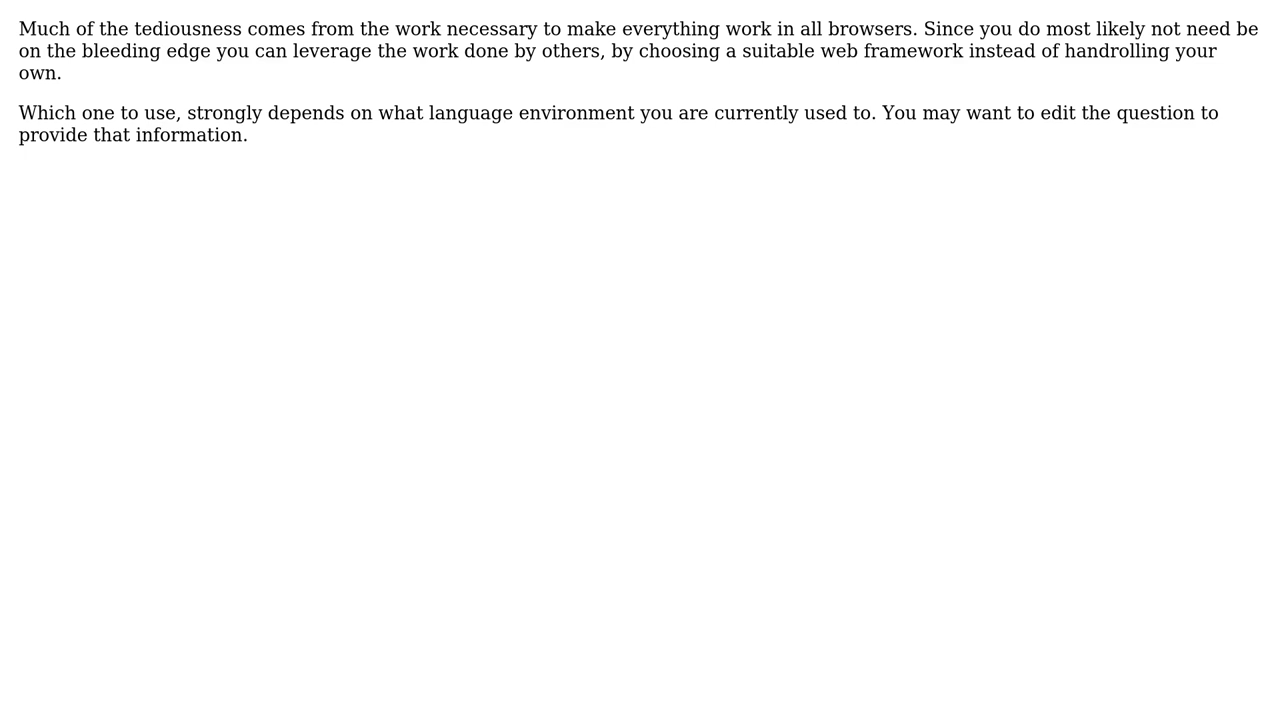 Much of the tediousness comes from the work necessary to make everything work in all browsers. Since you do most likely not need be
on the bleeding edge you can leverage the work done by others, by choosing a suitable web framework instead of handrolling your
own.
Which one to use, strongly depends on what language environment you are currently used to. You may want to edit the question to
provide that information.